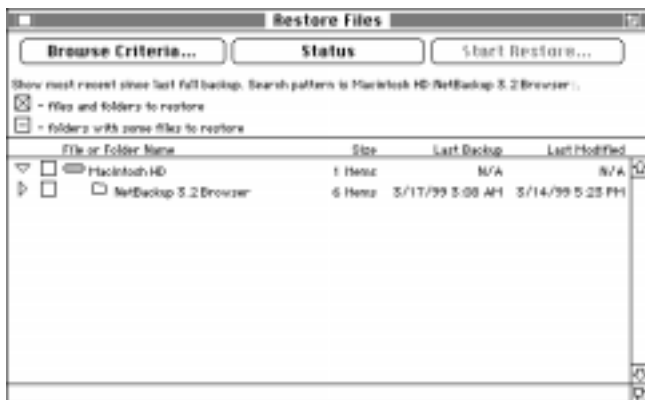 Restore Files
Browse Criteria... Status Start Restore...
Show most recent since last full backup. Search pattern is Macintosh HD:NetBackup 3.2 Browser:.
- files and folders to restore
- folders with some files to restore
File or Folder Name Size Last Backup Last Modified
Macintosh HD 1 Items N/A N/A
NetBackup 3.2 Browser 6 Items 3/17/99 3:08 AM 3/14/99 5:23 PM